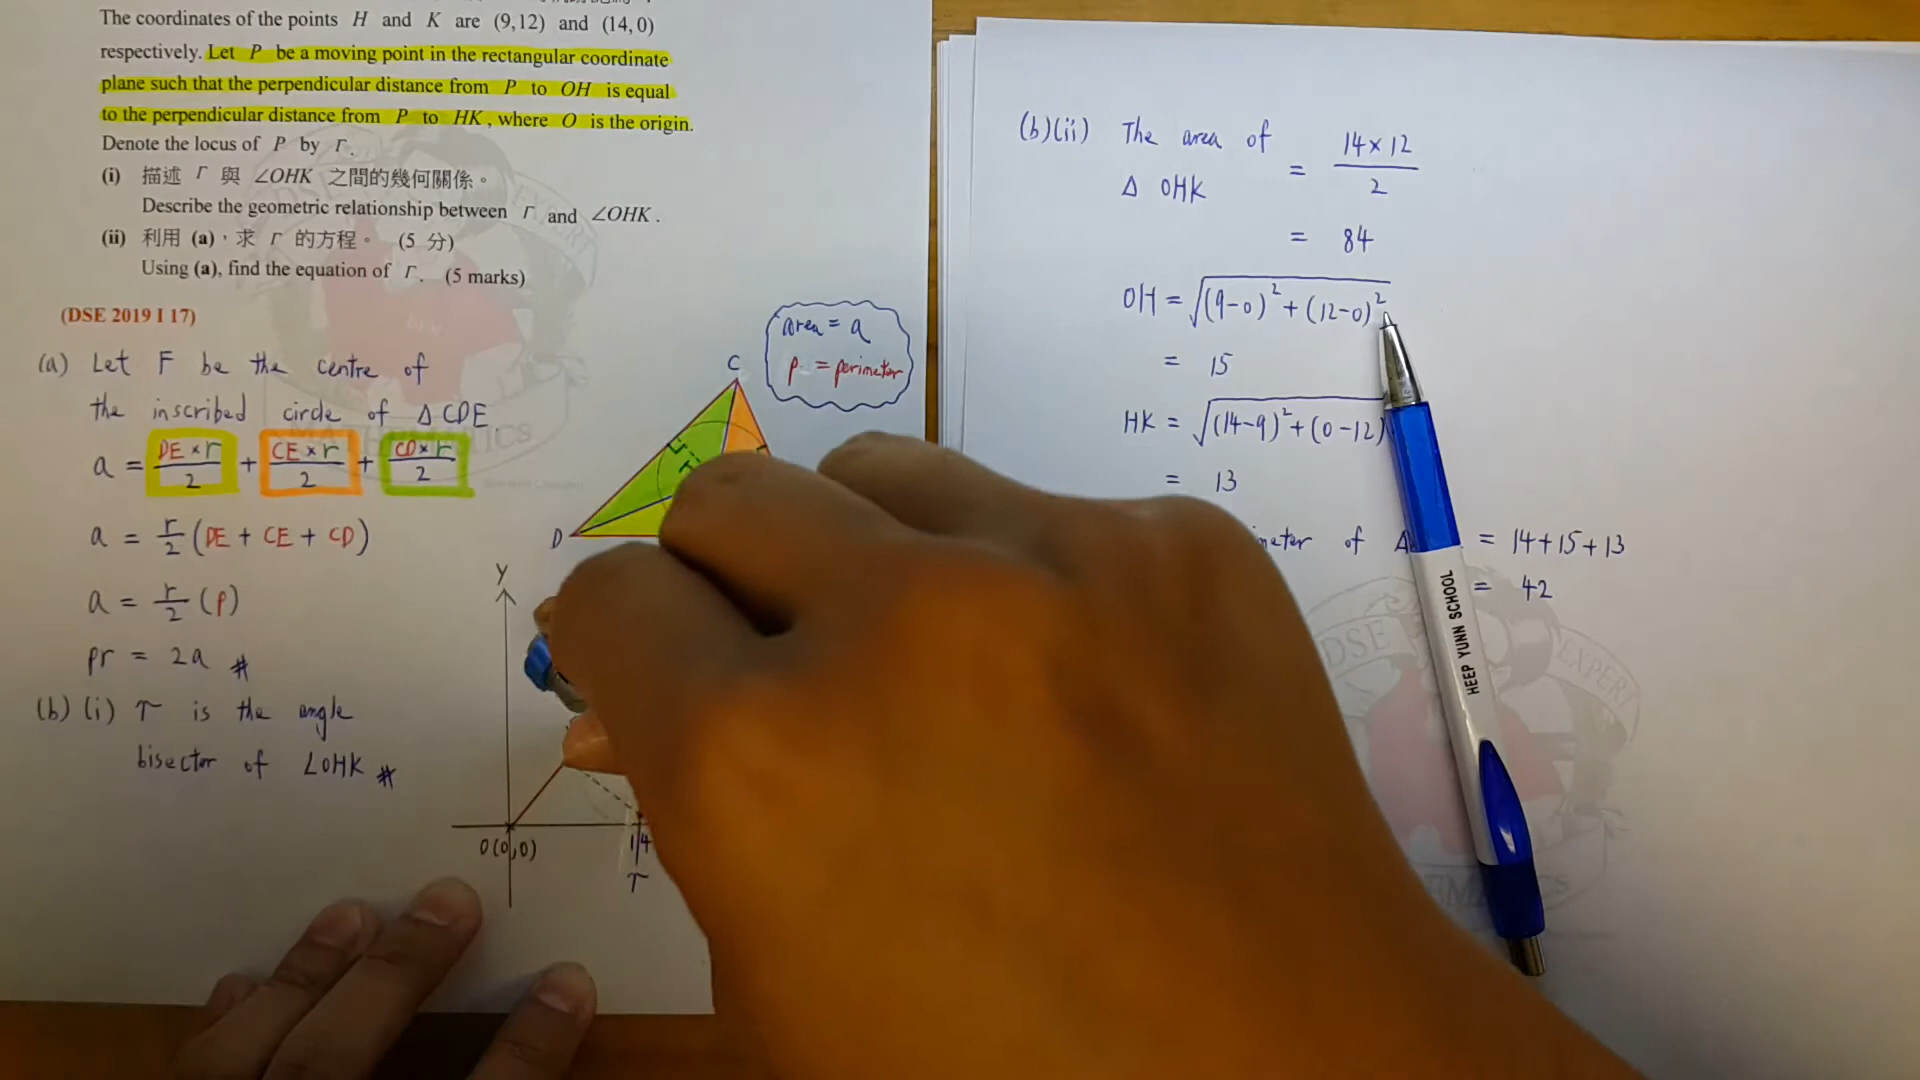 The coordinates of the points H and K are (9,12) and (14,0)
respectively. Let P be a moving point in the rectangular coordinate
plane such that the perpendicular distance from P to OH is equal
to the perpendicular distance from P to HK, where O is the origin.
Denote the locus of P by Γ.
(i) 描述 Γ 與 ∠OHK 之間的幾何關係。
Describe the geometric relationship between Γ and ∠OHK.
(ii) 利用 (a)，求 Γ 的方程。 (5 分)
Using (a), find the equation of Γ. (5 marks)
(DSE 2019 I 17)
(a) Let F be the centre of
the inscribed circle of Δ CDE.
a = DE×r/2 + CE×r/2 + CD×r/2
a = r/2 (DE + CE + CD)
a = r/2 (p)
pr = 2a #
(b) (i) Γ is the angle
bisector of ∠OHK #
area = a
p = perimeter
C
D
r
y
O(0,0)
14
Γ
(b)(ii) The area of Δ OHK = 14×12/2
= 84
OH = √((9-0)² + (12-0)²
= 15
HK = √((14-9)² + (0-12)
= 13
of = 14+15+13
= 42
HEEP YUNN SCHOOL
DSE EXPERT
MATHEMATICS